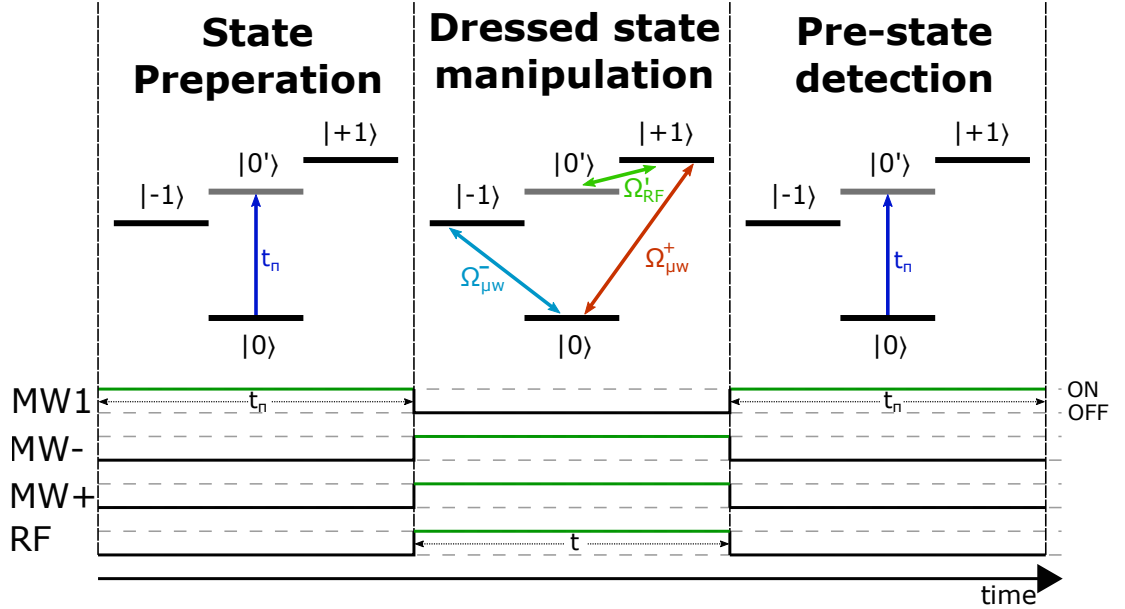 State
Preperation
Dressed state
manipulation
Pre-state
detection
|+1⟩
|0'⟩
|-1⟩
tπ
|0⟩
|+1⟩
|0'⟩
|-1⟩
Ω'RF
Ω-μw
Ω+μw
|0⟩
|+1⟩
|0'⟩
|-1⟩
tπ
|0⟩
MW1
tπ
tπ
ON
OFF
MW-
MW+
RF
t
time